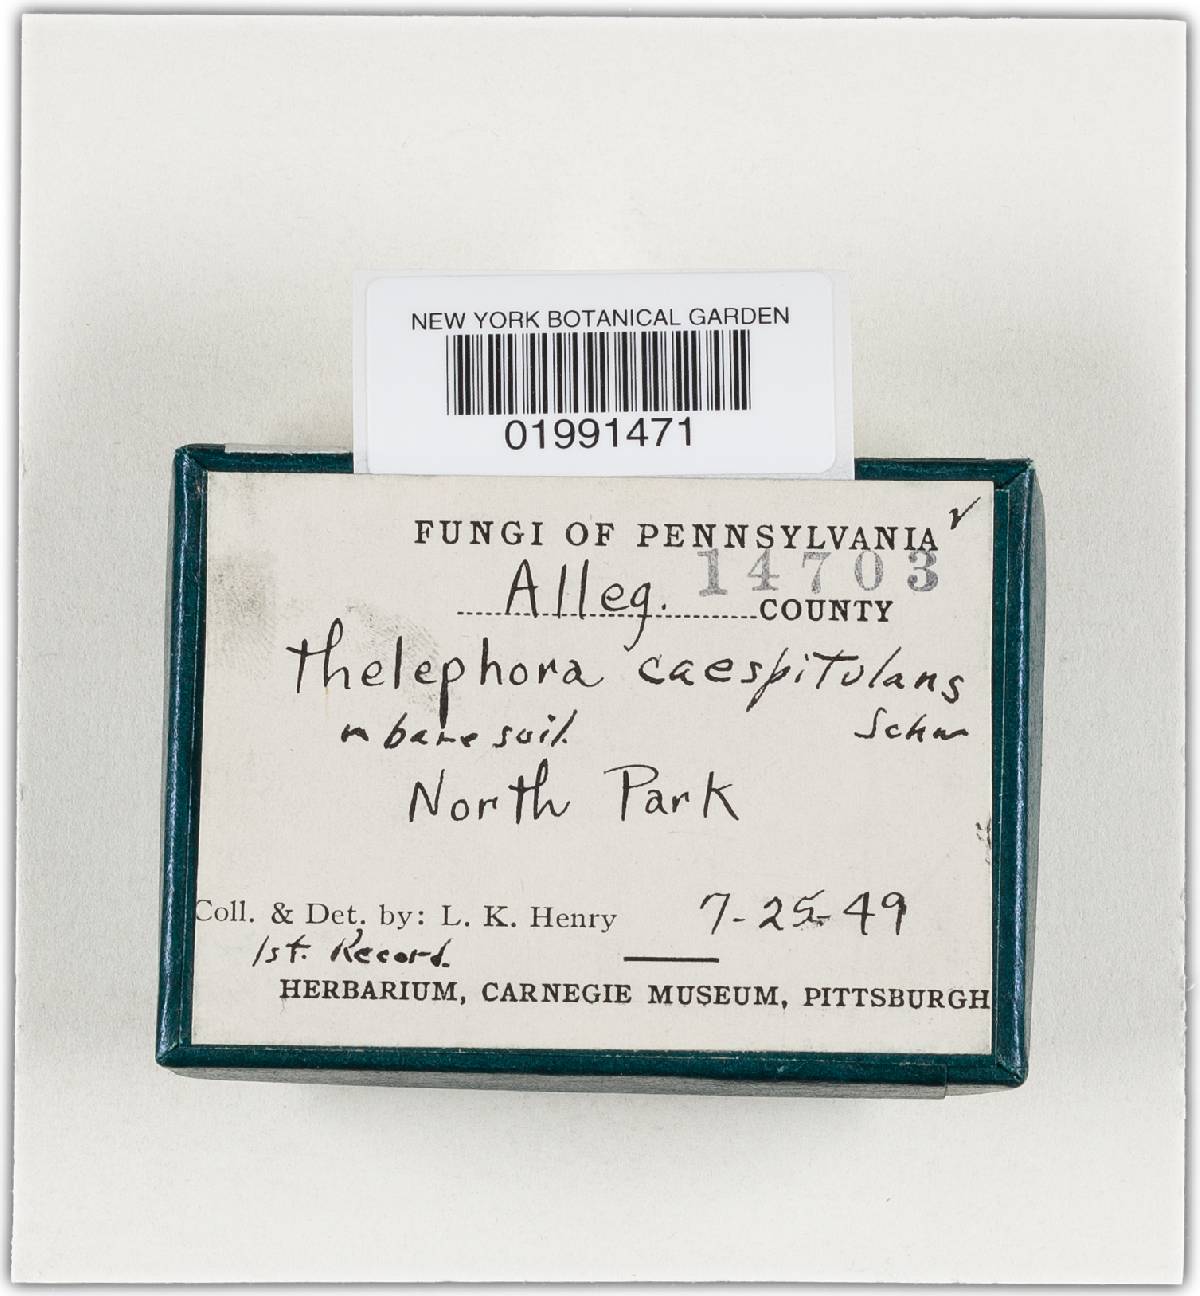 NEW YORK BOTANICAL GARDEN
01991471
FUNGI OF PENNSYLVANIA
14703
Alleg. COUNTY
Thelephora caespitulans
on bare soil. Schw
North Park
Coll. & Det. by: L. K. Henry 7-25-49
1st. Record.
HERBARIUM, CARNEGIE MUSEUM, PITTSBURGH